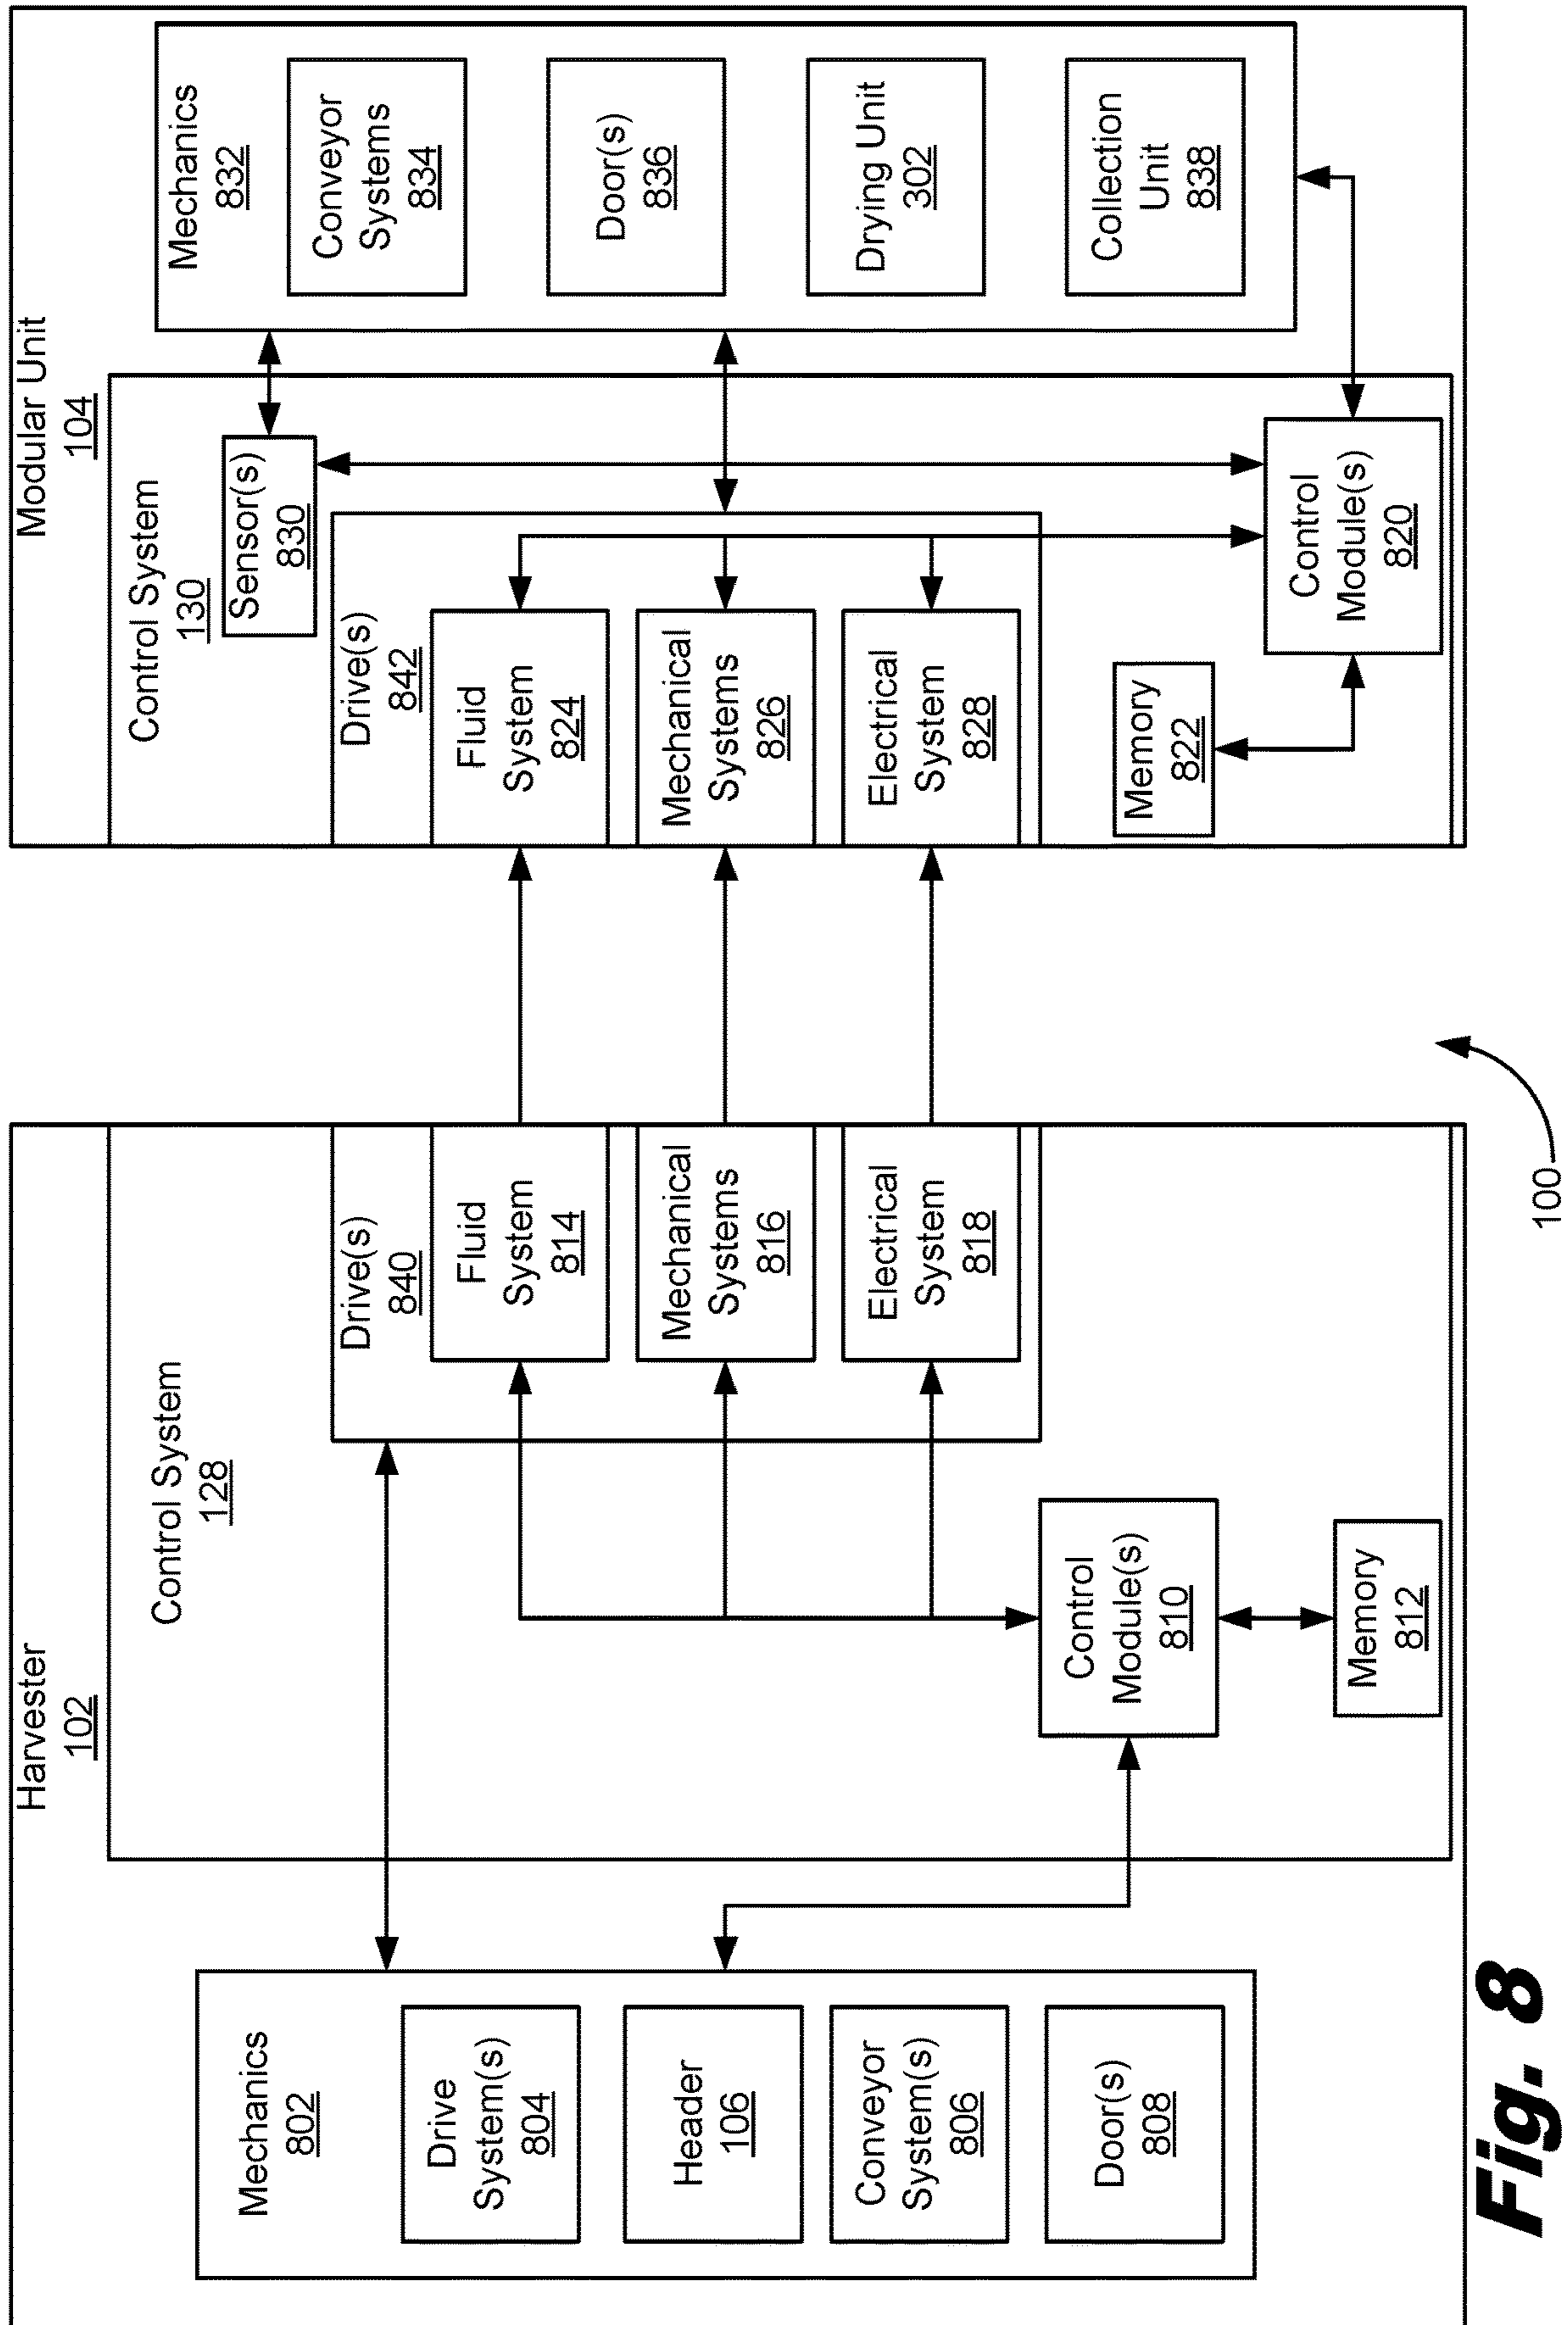 Harvester
102
Mechanics
802
Drive
System(s)
804
Header
106
Conveyor
System(s)
806
Door(s)
808
Control System
128
Drive(s)
840
Fluid
System
814
Mechanical
Systems
816
Electrical
System
818
Control
Module(s)
810
Memory
812
Modular Unit
104
Control System
130
Sensor(s)
830
Drive(s)
842
Fluid
System
824
Mechanical
Systems
826
Electrical
System
828
Memory
822
Control
Module(s)
820
Mechanics
832
Conveyor
Systems
834
Door(s)
836
Drying Unit
302
Collection
Unit
838
100
Fig. 8